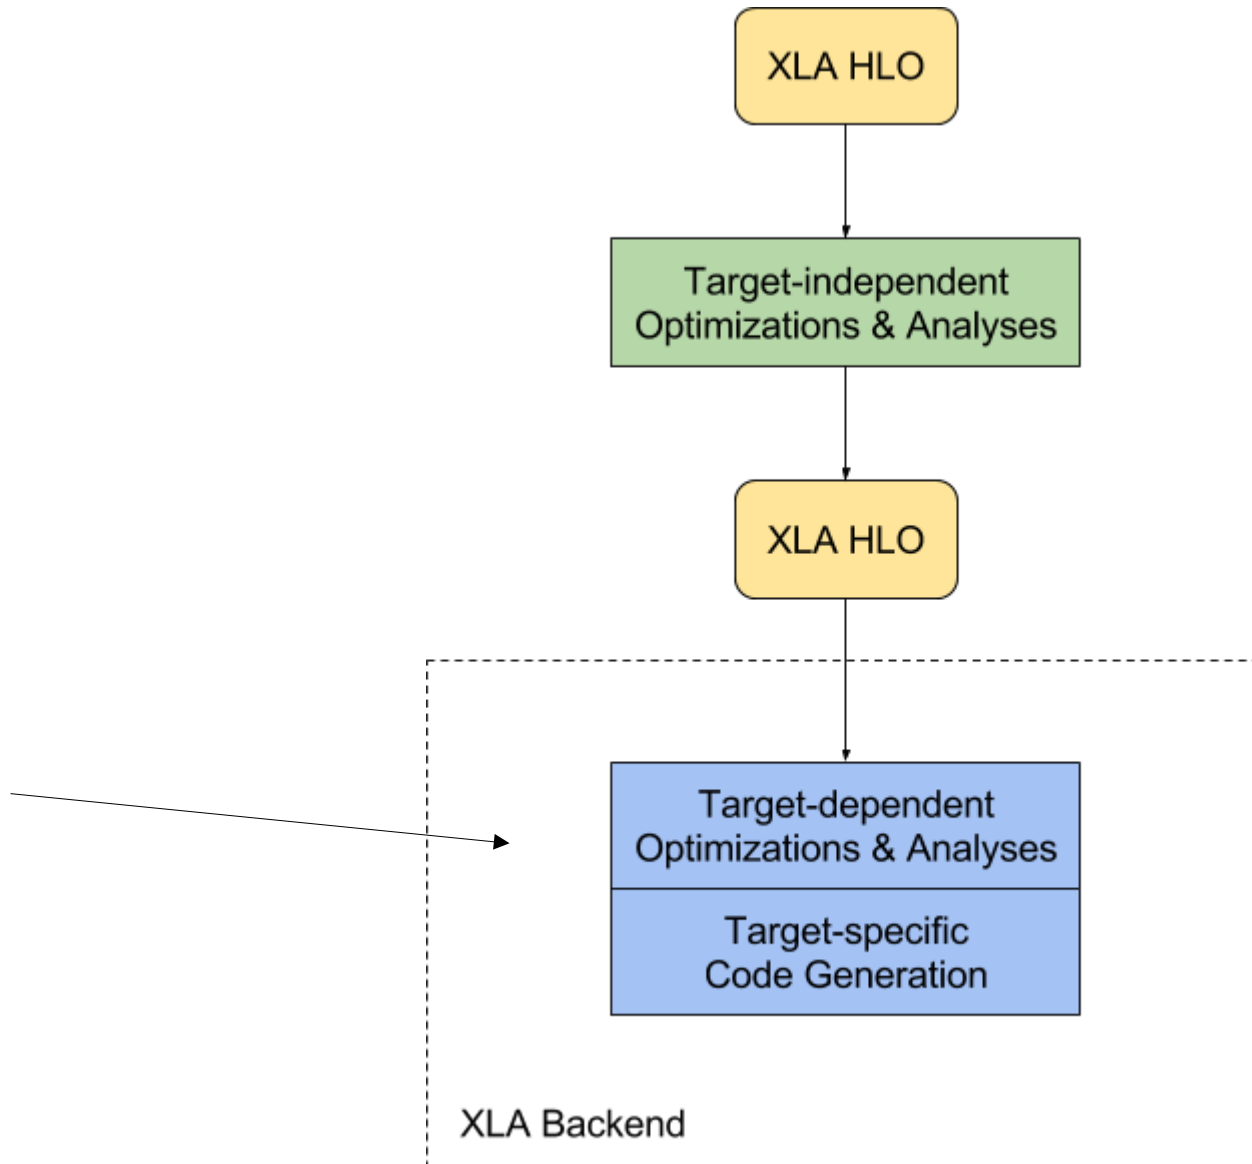 XLA HLO
Target-independent
Optimizations & Analyses
XLA HLO
Target-dependent
Optimizations & Analyses
Target-specific
Code Generation
XLA Backend